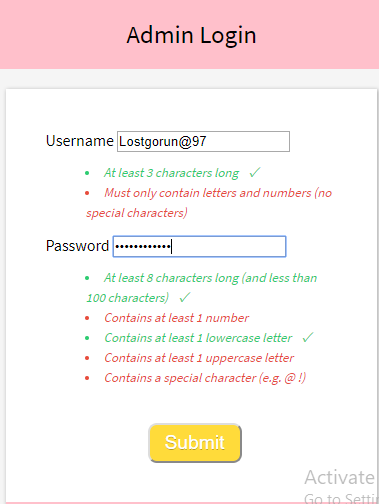 Admin Login
Username Lostgorun@97
• At least 3 characters long ✓
• Must only contain letters and numbers (no
special characters)
Password ••••••••••••
• At least 8 characters long (and less than
100 characters) ✓
• Contains at least 1 number
• Contains at least 1 lowercase letter ✓
• Contains at least 1 uppercase letter
• Contains a special character (e.g. @ !)
Submit
Activate
Go to